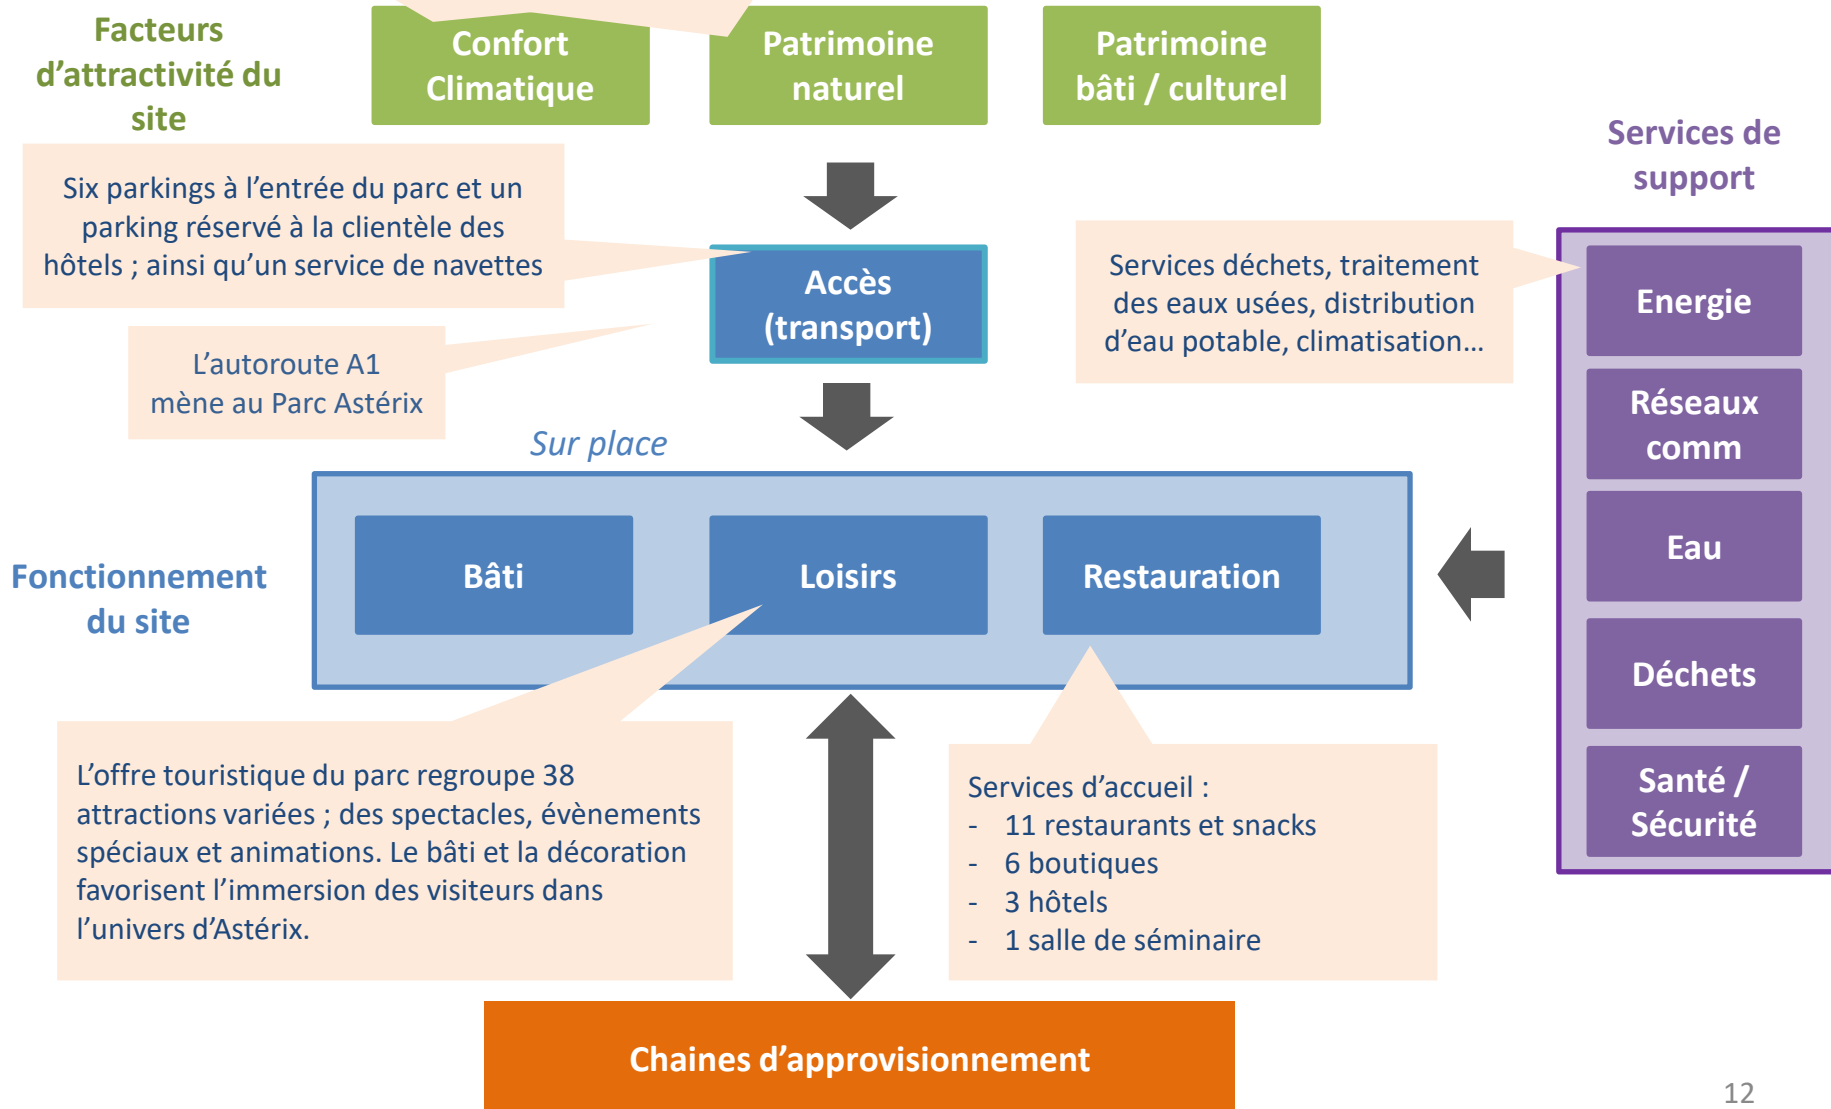 Facteurs
d'attractivité du
site
Confort
Climatique
Patrimoine
naturel
Patrimoine
bâti / culturel
Services de
support
Six parkings à l'entrée du parc et un
parking réservé à la clientèle des
hôtels ; ainsi qu'un service de navettes
Accès
(transport)
Services déchets, traitement
des eaux usées, distribution
d'eau potable, climatisation…
L'autoroute A1
mène au Parc Astérix
Energie
Réseaux
comm
Eau
Déchets
Santé /
Sécurité
Sur place
Fonctionnement
du site
Bâti
Loisirs
Restauration
L'offre touristique du parc regroupe 38
attractions variées ; des spectacles, évènements
spéciaux et animations. Le bâti et la décoration
favorisent l'immersion des visiteurs dans
l'univers d'Astérix.
Services d'accueil :
- 11 restaurants et snacks
- 6 boutiques
- 3 hôtels
- 1 salle de séminaire
Chaines d'approvisionnement
12